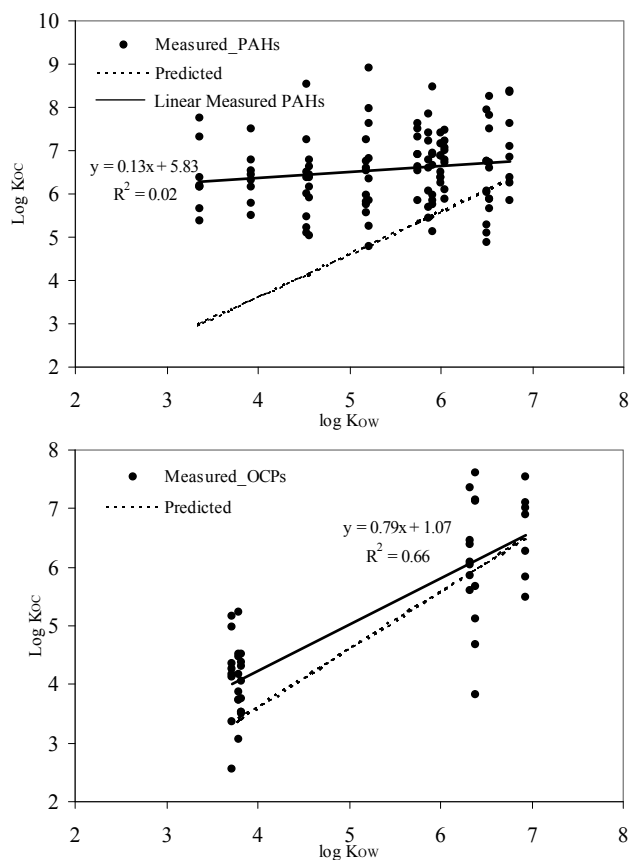 10
9
8
7
6
5
4
3
2
Log KOC
Measured_PAHs
Predicted
Linear Measured PAHs
y = 0.13x + 5.83
R² = 0.02
2 3 4 5 6 7 8
log KOW
8
7
6
5
4
3
2
Log KOC
Measured_OCPs
Predicted
y = 0.79x + 1.07
R² = 0.66
2 3 4 5 6 7 8
log KOW